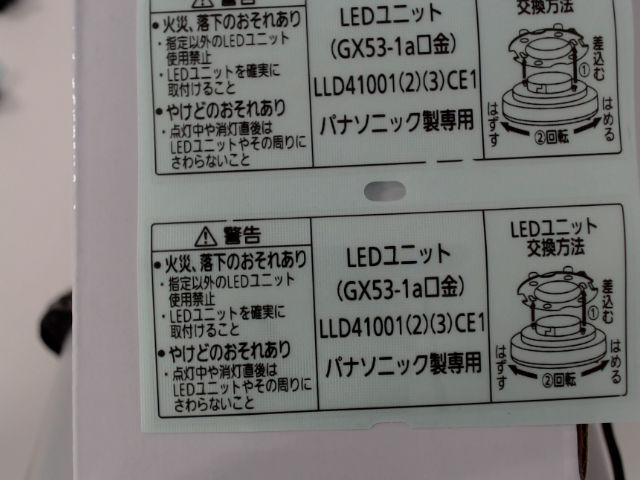 警告
•火災、落下のおそれあり
・指定以外のLEDユニット
使用禁止
・LEDユニットを確実に
取付けること
•やけどのおそれあり
・点灯中や消灯直後は
LEDユニットやその周りに
さわらないこと
LEDユニット
(GX53-1a口金)
LLD41001(2)(3)CE1
パナソニック製専用
交換方法
差込む
①
はずす
②回転
はめる
⚠警告
•火災、落下のおそれあり
・指定以外のLEDユニット
使用禁止
・LEDユニットを確実に
取付けること
•やけどのおそれあり
・点灯中や消灯直後は
LEDユニットやその周りに
さわらないこと
LEDユニット
(GX53-1a口金)
LLD41001(2)(3)CE1
パナソニック製専用
LEDユニット
交換方法
差込む
①
はずす
②回転
はめる